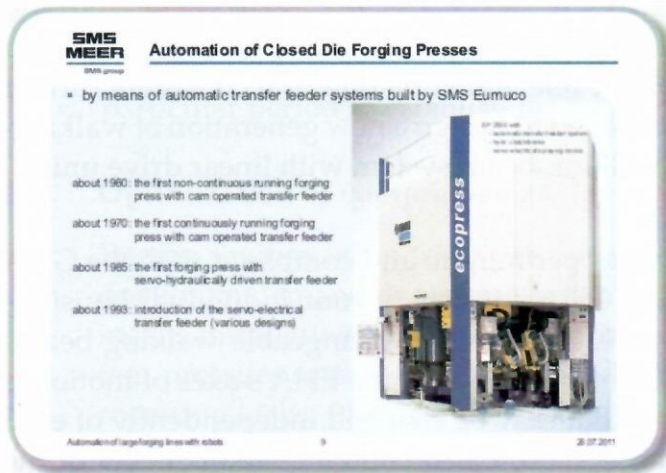 SMS
MEER
SMS group
Automation of Closed Die Forging Presses
• by means of automatic transfer feeder systems built by SMS Eumuco
about 1960: the first non-continuous running forging
press with cam operated transfer feeder
about 1970: the first continuously running forging
press with cam operated transfer feeder
about 1985: the first forging press with
servo-hydraulically driven transfer feeder
about 1993: introduction of the servo-electrical
transfer feeder (various designs)
with
ecopress
Automation of large forging lines with robots
9
28.07.2011